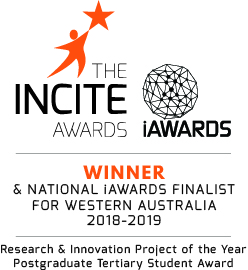 THE
INCITE
AWARDS
iAWARDS
WINNER
& NATIONAL iAWARDS FINALIST
FOR WESTERN AUSTRALIA
2018-2019
Research & Innovation Project of the Year
Postgraduate Tertiary Student Award